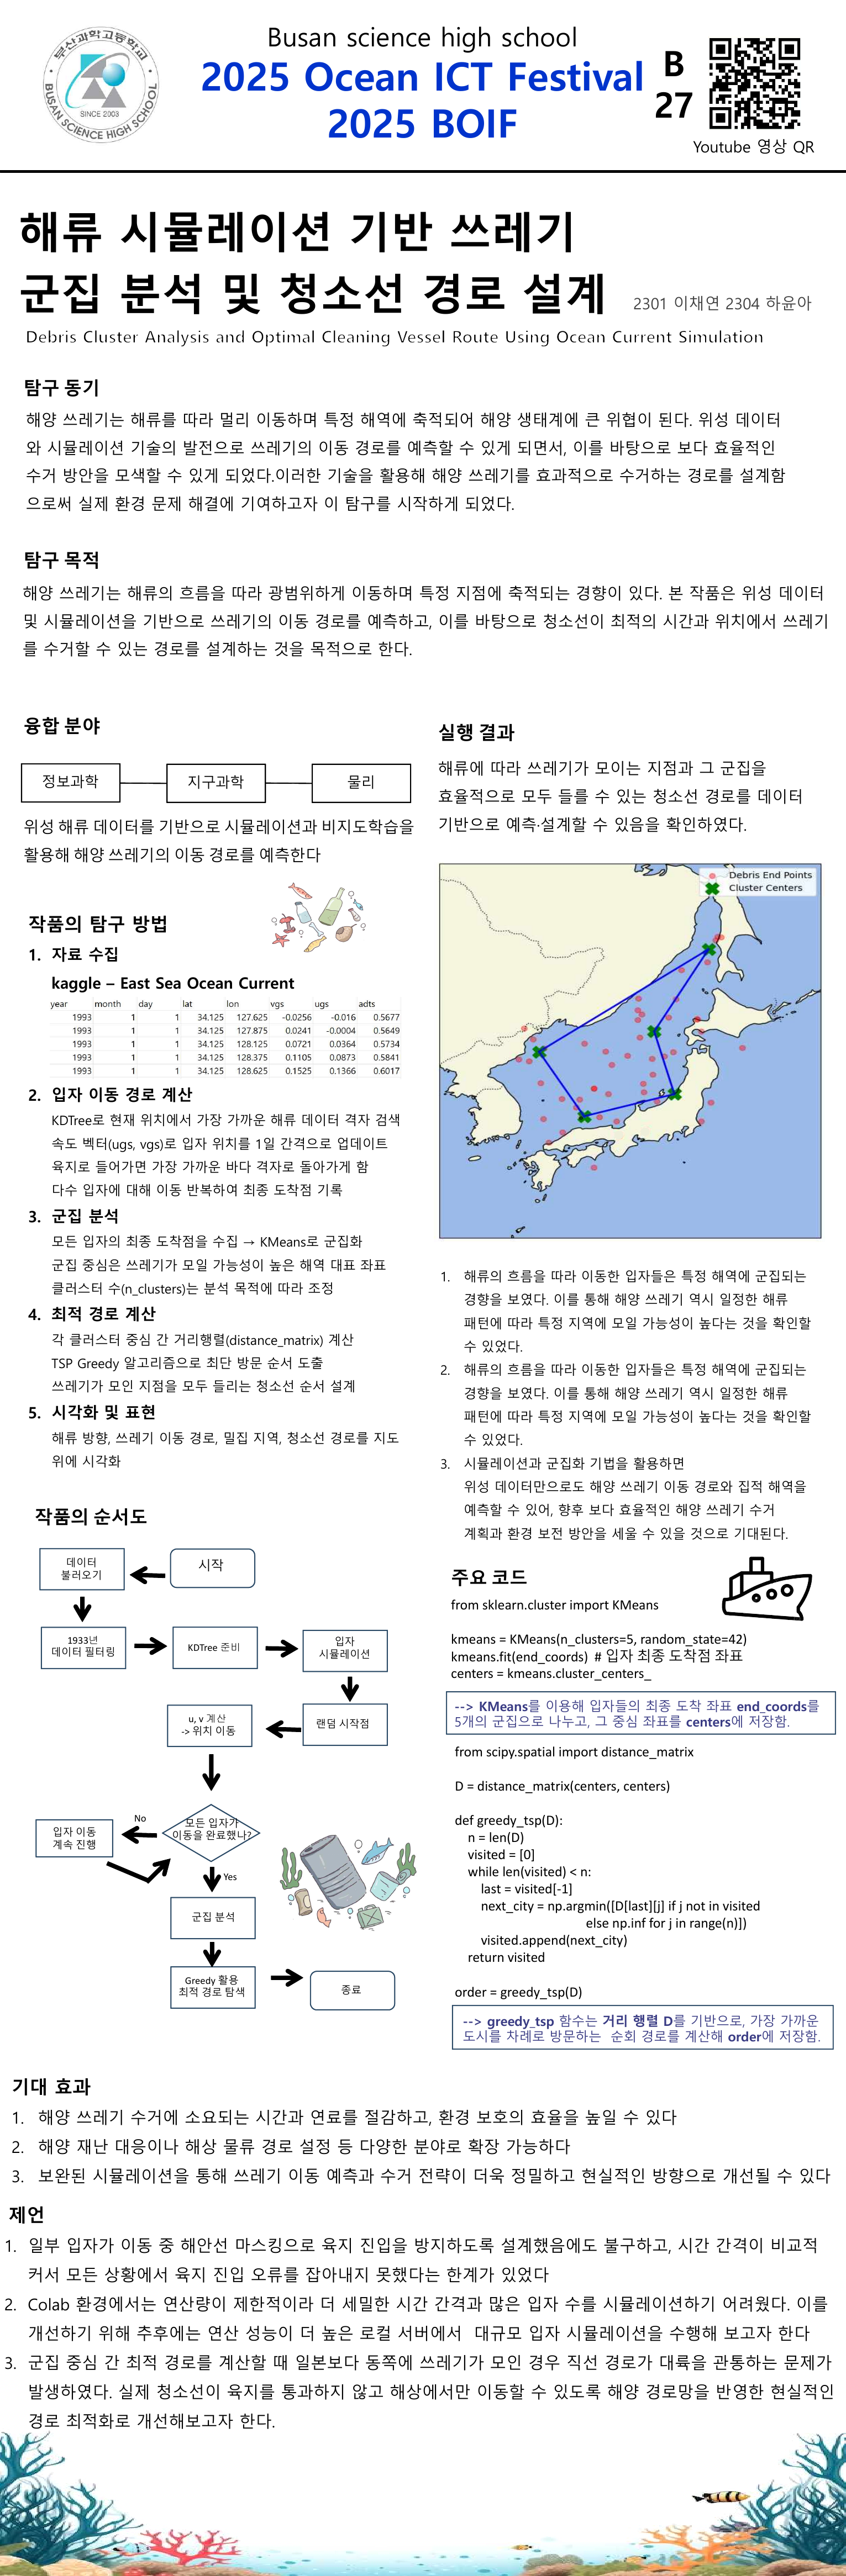 부산과학고등학교
BUSAN SCIENCE HIGH SCHOOL
SINCE 2003
Busan science high school
2025 Ocean ICT Festival
2025 BOIF
B
27
Youtube 영상 QR
해류 시뮬레이션 기반 쓰레기
군집 분석 및 청소선 경로 설계
2301 이채연 2304 하윤아
Debris Cluster Analysis and Optimal Cleaning Vessel Route Using Ocean Current Simulation
탐구 동기
해양 쓰레기는 해류를 따라 멀리 이동하며 특정 해역에 축적되어 해양 생태계에 큰 위협이 된다. 위성 데이터
와 시뮬레이션 기술의 발전으로 쓰레기의 이동 경로를 예측할 수 있게 되면서, 이를 바탕으로 보다 효율적인
수거 방안을 모색할 수 있게 되었다.이러한 기술을 활용해 해양 쓰레기를 효과적으로 수거하는 경로를 설계함
으로써 실제 환경 문제 해결에 기여하고자 이 탐구를 시작하게 되었다.
탐구 목적
해양 쓰레기는 해류의 흐름을 따라 광범위하게 이동하며 특정 지점에 축적되는 경향이 있다. 본 작품은 위성 데이터
및 시뮬레이션을 기반으로 쓰레기의 이동 경로를 예측하고, 이를 바탕으로 청소선이 최적의 시간과 위치에서 쓰레기
를 수거할 수 있는 경로를 설계하는 것을 목적으로 한다.
융합 분야
정보과학 지구과학 물리
위성 해류 데이터를 기반으로 시뮬레이션과 비지도학습을
활용해 해양 쓰레기의 이동 경로를 예측한다
작품의 탐구 방법
1. 자료 수집
kaggle – East Sea Ocean Current
year month day lat lon vgs ugs adts
1993 1 1 34.125 127.625 -0.0256 -0.016 0.5677
1993 1 1 34.125 127.875 0.0241 -0.0004 0.5649
1993 1 1 34.125 128.125 0.0721 0.0364 0.5734
1993 1 1 34.125 128.375 0.1105 0.0873 0.5841
1993 1 1 34.125 128.625 0.1525 0.1366 0.6017
2. 입자 이동 경로 계산
KDTree로 현재 위치에서 가장 가까운 해류 데이터 격자 검색
속도 벡터(ugs, vgs)로 입자 위치를 1일 간격으로 업데이트
육지로 들어가면 가장 가까운 바다 격자로 돌아가게 함
다수 입자에 대해 이동 반복하여 최종 도착점 기록
3. 군집 분석
모든 입자의 최종 도착점을 수집 → KMeans로 군집화
군집 중심은 쓰레기가 모일 가능성이 높은 해역 대표 좌표
클러스터 수(n_clusters)는 분석 목적에 따라 조정
4. 최적 경로 계산
각 클러스터 중심 간 거리행렬(distance_matrix) 계산
TSP Greedy 알고리즘으로 최단 방문 순서 도출
쓰레기가 모인 지점을 모두 들리는 청소선 순서 설계
5. 시각화 및 표현
해류 방향, 쓰레기 이동 경로, 밀집 지역, 청소선 경로를 지도
위에 시각화
작품의 순서도
시작
데이터
불러오기
1933년
데이터 필터링
KDTree 준비
입자
시뮬레이션
랜덤 시작점
u, v 계산
-> 위치 이동
모든 입자가
이동을 완료했나?
No
입자 이동
계속 진행
Yes
군집 분석
Greedy 활용
최적 경로 탐색
종료
실행 결과
해류에 따라 쓰레기가 모이는 지점과 그 군집을
효율적으로 모두 들를 수 있는 청소선 경로를 데이터
기반으로 예측·설계할 수 있음을 확인하였다.
Debris End Points
Cluster Centers
1. 해류의 흐름을 따라 이동한 입자들은 특정 해역에 군집되는
경향을 보였다. 이를 통해 해양 쓰레기 역시 일정한 해류
패턴에 따라 특정 지역에 모일 가능성이 높다는 것을 확인할
수 있었다.
2. 해류의 흐름을 따라 이동한 입자들은 특정 해역에 군집되는
경향을 보였다. 이를 통해 해양 쓰레기 역시 일정한 해류
패턴에 따라 특정 지역에 모일 가능성이 높다는 것을 확인할
수 있었다.
3. 시뮬레이션과 군집화 기법을 활용하면
위성 데이터만으로도 해양 쓰레기 이동 경로와 집적 해역을
예측할 수 있어, 향후 보다 효율적인 해양 쓰레기 수거
계획과 환경 보전 방안을 세울 수 있을 것으로 기대된다.
주요 코드
from sklearn.cluster import KMeans
kmeans = KMeans(n_clusters=5, random_state=42)
kmeans.fit(end_coords) # 입자 최종 도착점 좌표
centers = kmeans.cluster_centers_
--> KMeans를 이용해 입자들의 최종 도착 좌표 end_coords를
5개의 군집으로 나누고, 그 중심 좌표를 centers에 저장함.
from scipy.spatial import distance_matrix
D = distance_matrix(centers, centers)
def greedy_tsp(D):
n = len(D)
visited = [0]
while len(visited) < n:
last = visited[-1]
next_city = np.argmin([D[last][j] if j not in visited
else np.inf for j in range(n)])
visited.append(next_city)
return visited
order = greedy_tsp(D)
--> greedy_tsp 함수는 거리 행렬 D를 기반으로, 가장 가까운
도시를 차례로 방문하는 순회 경로를 계산해 order에 저장함.
기대 효과
1. 해양 쓰레기 수거에 소요되는 시간과 연료를 절감하고, 환경 보호의 효율을 높일 수 있다
2. 해양 재난 대응이나 해상 물류 경로 설정 등 다양한 분야로 확장 가능하다
3. 보완된 시뮬레이션을 통해 쓰레기 이동 예측과 수거 전략이 더욱 정밀하고 현실적인 방향으로 개선될 수 있다
제언
1. 일부 입자가 이동 중 해안선 마스킹으로 육지 진입을 방지하도록 설계했음에도 불구하고, 시간 간격이 비교적
커서 모든 상황에서 육지 진입 오류를 잡아내지 못했다는 한계가 있었다
2. Colab 환경에서는 연산량이 제한적이라 더 세밀한 시간 간격과 많은 입자 수를 시뮬레이션하기 어려웠다. 이를
개선하기 위해 추후에는 연산 성능이 더 높은 로컬 서버에서 대규모 입자 시뮬레이션을 수행해 보고자 한다
3. 군집 중심 간 최적 경로를 계산할 때 일본보다 동쪽에 쓰레기가 모인 경우 직선 경로가 대륙을 관통하는 문제가
발생하였다. 실제 청소선이 육지를 통과하지 않고 해상에서만 이동할 수 있도록 해양 경로망을 반영한 현실적인
경로 최적화로 개선해보고자 한다.